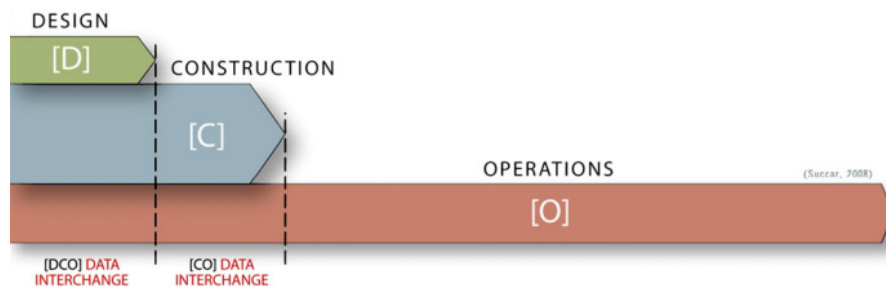 DESIGN
[D]
CONSTRUCTION
[C]
OPERATIONS
(Succar, 2008)
[O]
[DCO] DATA
INTERCHANGE
[CO] DATA
INTERCHANGE